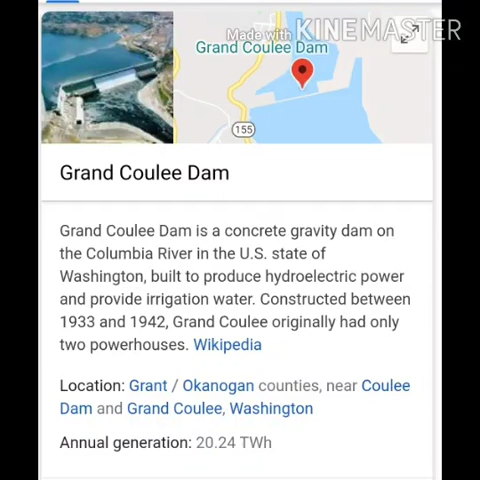 Made with KINEMASTER
Grand Coulee Dam
155
Grand Coulee Dam
Grand Coulee Dam is a concrete gravity dam on
the Columbia River in the U.S. state of
Washington, built to produce hydroelectric power
and provide irrigation water. Constructed between
1933 and 1942, Grand Coulee originally had only
two powerhouses. Wikipedia
Location: Grant / Okanogan counties, near Coulee
Dam and Grand Coulee, Washington
Annual generation: 20.24 TWh